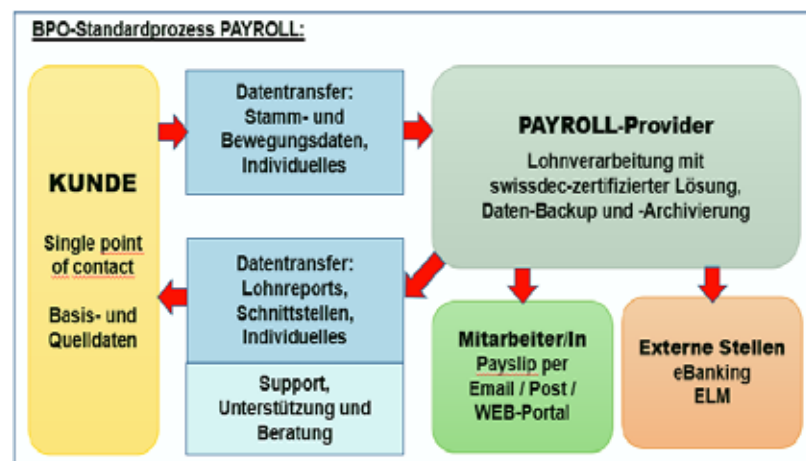 BPO-Standardprozess PAYROLL:
KUNDE
Single point
of contact
Basis- und
Quelldaten
Datentransfer:
Stamm- und
Bewegungsdaten,
Individuelles
PAYROLL-Provider
Lohnverarbeitung mit
swissdec-zertifizierter Lösung,
Daten-Backup und -Archivierung
Datentransfer:
Lohnreports,
Schnittstellen,
Individuelles
Support,
Unterstützung und
Beratung
Mitarbeiter/In
Payslip per
Email / Post /
WEB-Portal
Externe Stellen
eBanking
ELM